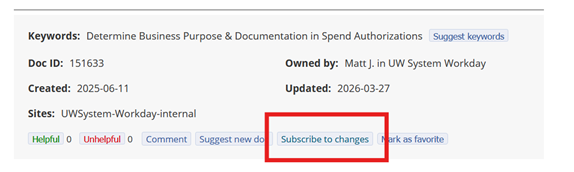 Keywords: Determine Business Purpose & Documentation in Spend Authorizations Suggest keywords
Doc ID: 151633 Owned by: Matt J. in UW System Workday
Created: 2025-06-11 Updated: 2026-03-27
Sites: UWSystem-Workday-internal
Helpful 0 Unhelpful 0 Comment Suggest new do Subscribe to changes Mark as favorite